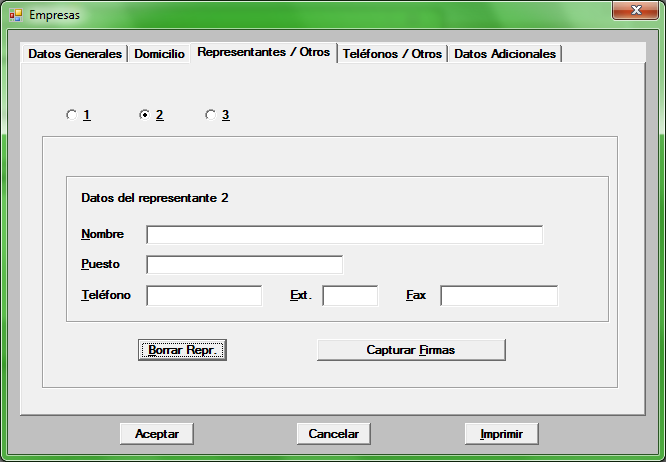 Empresas
Datos Generales Domicilio Representantes / Otros Teléfonos / Otros Datos Adicionales
1 2 3
Datos del representante 2
Nombre
Puesto
Teléfono Ext. Fax
Borrar Repr. Capturar Firmas
Aceptar Cancelar Imprimir